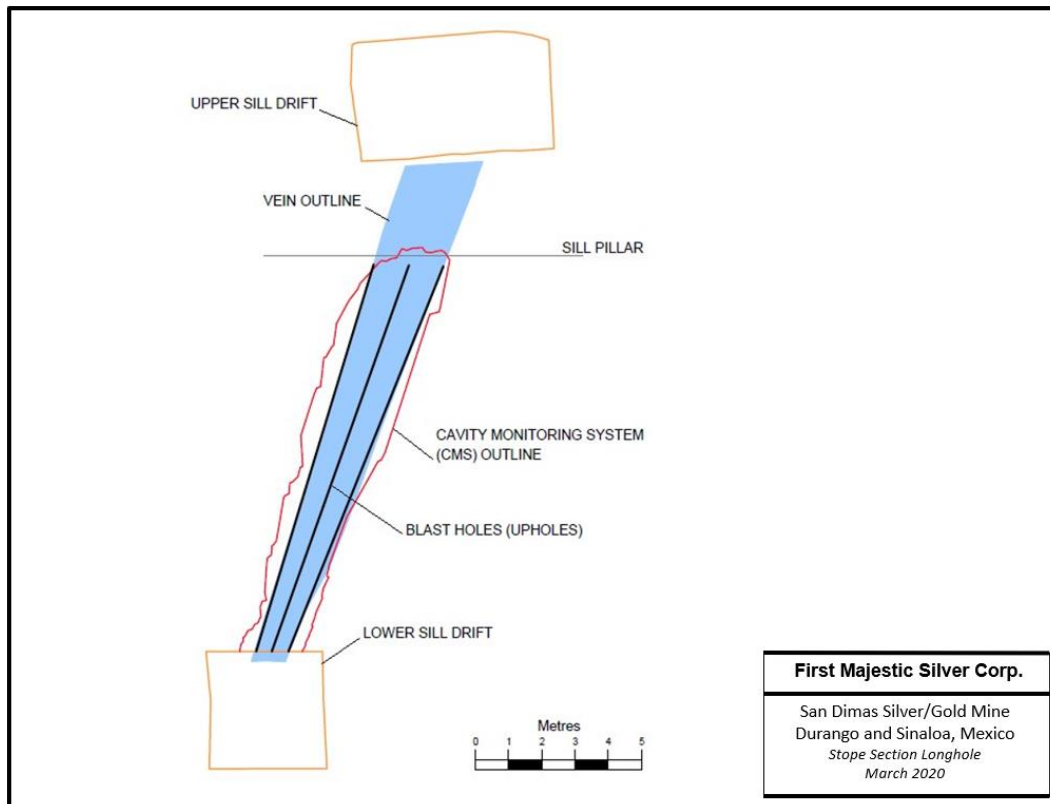 UPPER SILL DRIFT
VEIN OUTLINE
SILL PILLAR
CAVITY MONITORING SYSTEM
(CMS) OUTLINE
BLAST HOLES (UPHOLES)
LOWER SILL DRIFT
Metres
0 1 2 3 4 5
First Majestic Silver Corp.
San Dimas Silver/Gold Mine
Durango and Sinaloa, Mexico
Stope Section Longhole
March 2020